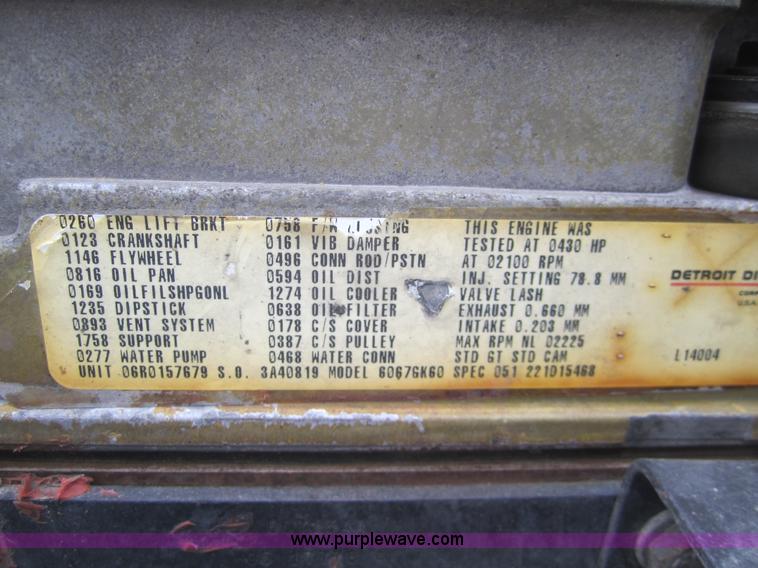 0260 ENG LIFT BRKT 0758 F/W HOUSING THIS ENGINE WAS
0123 CRANKSHAFT 0161 VIB DAMPER TESTED AT 0430 HP
1146 FLYWHEEL 0496 CONN ROD/PSTN AT 02100 RPM
0816 OIL PAN 0594 OIL DIST INJ. SETTING 78.8 MM
0169 OILFILSHPGONL 1274 OIL COOLER VALVE LASH
1235 DIPSTICK 0638 OIL FILTER EXHAUST 0.660 MM
0893 VENT SYSTEM 0178 C/S COVER INTAKE 0.203 MM
1758 SUPPORT 0387 C/S PULLEY MAX RPM NL 02225
0277 WATER PUMP 0468 WATER CONN STD GT STD CAM
UNIT 06R0157679 S.O. 3A40819 MODEL 6067GK60 SPEC 051 221015468
DETROIT DI
CORP
U.S.A
L14004
www.purplewave.com